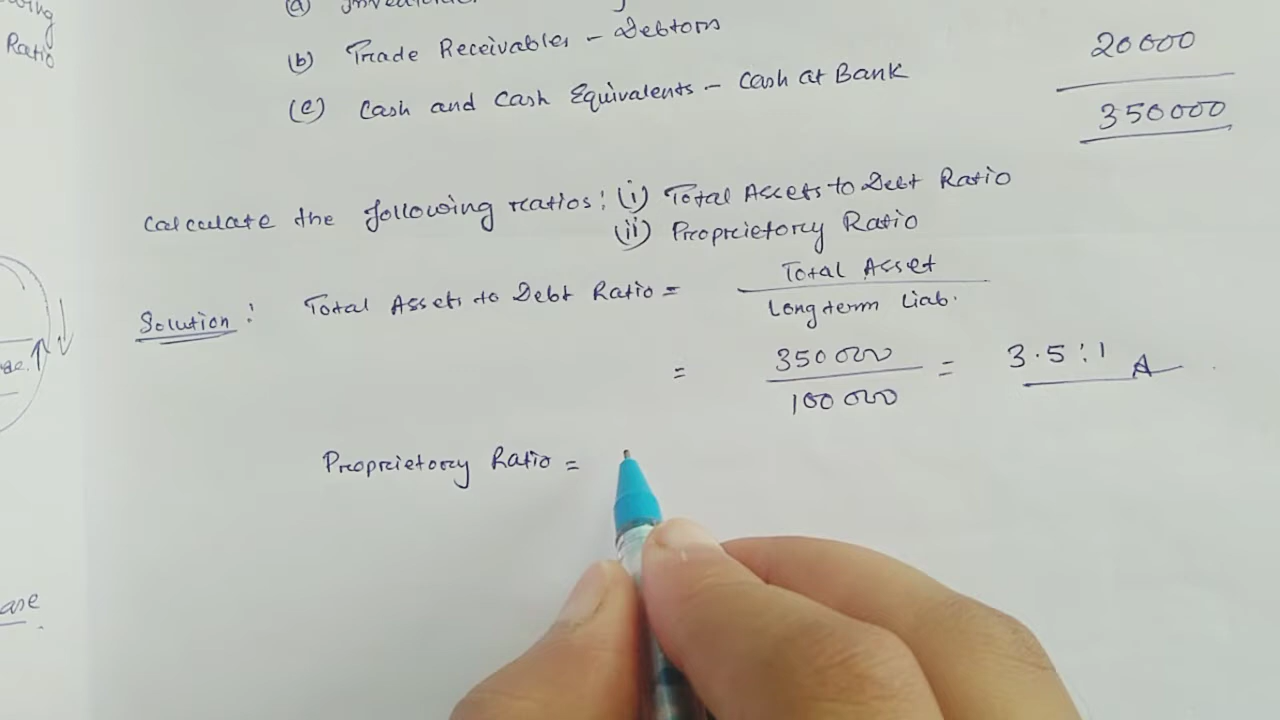 Ratio
(a)
(b) Trade Receivables - Debtors
20000
(c) Cash and Cash Equivalents - Cash at Bank
350000
Calculate the following ratios: (i) Total Assets to Debt Ratio
(ii) Proprietory Ratio
Solution: Total Assets to Debt Ratio = Total Asset / Long term Liab.
= 350000 / 100000 = 3.5:1 A
Proprietory Ratio =